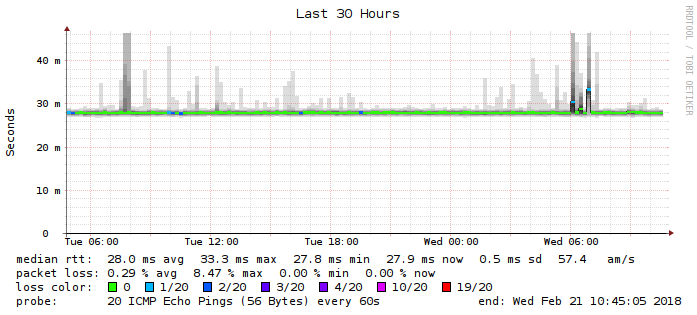 Last 30 Hours
RRDTOOL / TOBI OETIKER
Seconds
40 m
30 m
20 m
10 m
0
Tue 06:00 Tue 12:00 Tue 18:00 Wed 00:00 Wed 06:00
median rtt: 28.0 ms avg 33.3 ms max 27.8 ms min 27.9 ms now 0.5 ms sd 57.4 am/s
packet loss: 0.29 % avg 8.47 % max 0.00 % min 0.00 % now
loss color: 0 1/20 2/20 3/20 4/20 10/20 19/20
probe: 20 ICMP Echo Pings (56 Bytes) every 60s end: Wed Feb 21 10:45:05 2018